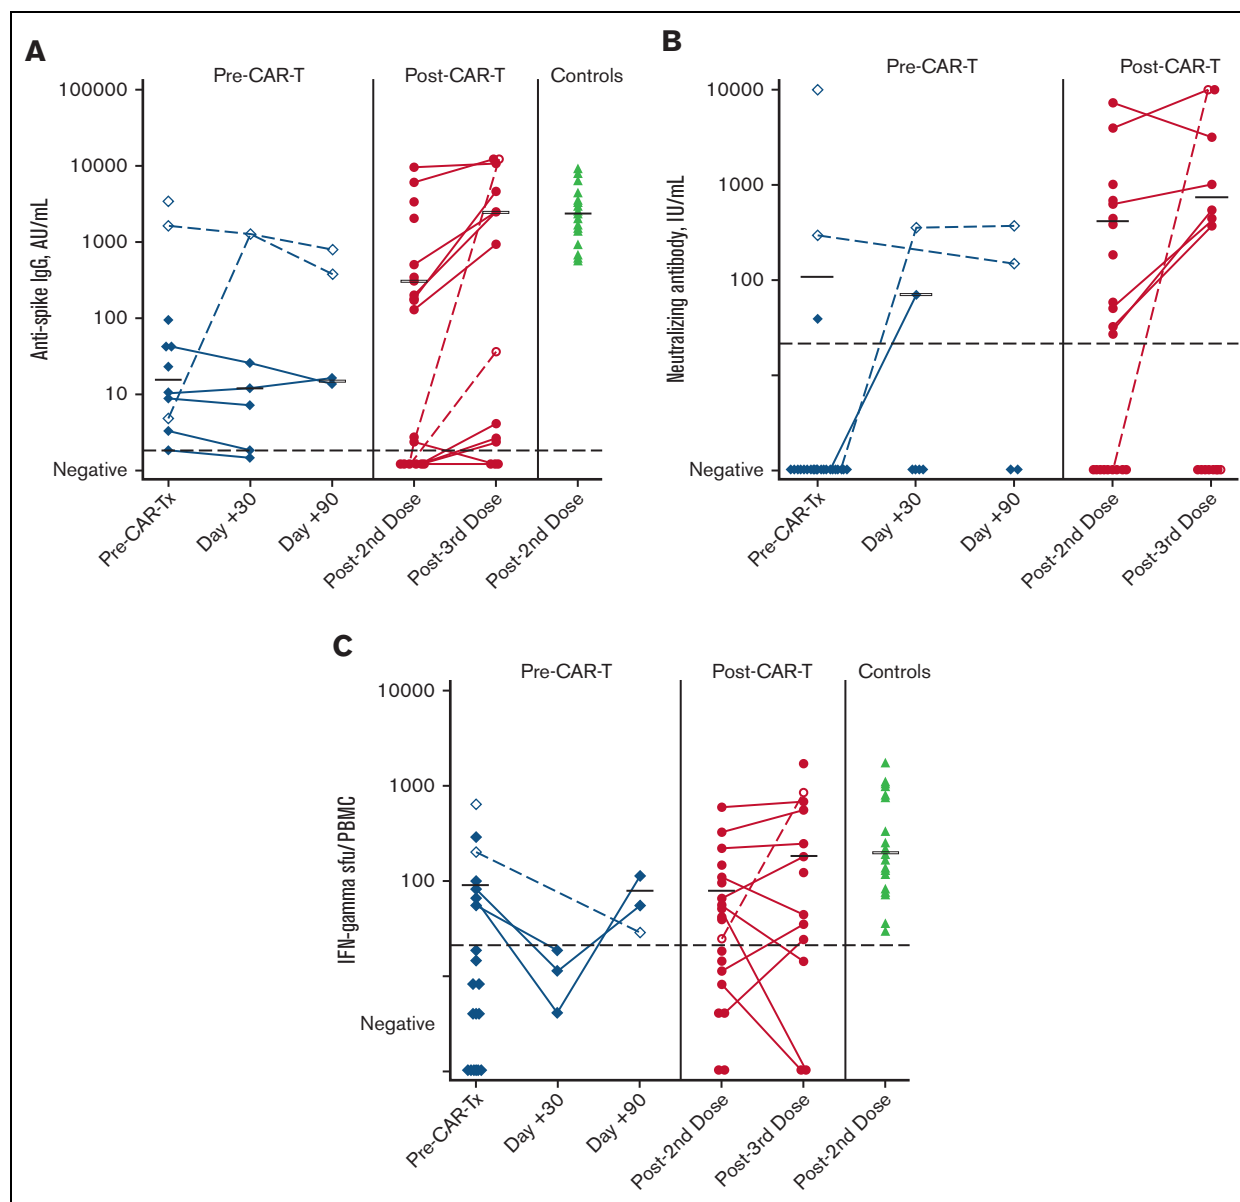 A
Pre-CAR-T
Post-CAR-T
Controls
100000
10000
1000
100
10
Negative
Anti-spike IgG, AU/mL
Pre-CAR-Tx
Day +30
Day +90
Post-2nd Dose
Post-3rd Dose
Post-2nd Dose
B
Pre-CAR-T
Post-CAR-T
10000
1000
100
Negative
Neutralizing antibody, IU/mL
Pre-CAR-Tx
Day +30
Day +90
Post-2nd Dose
Post-3rd Dose
C
Pre-CAR-T
Post-CAR-T
Controls
10000
1000
100
Negative
IFN-gamma sfu/PBMC
Pre-CAR-Tx
Day +30
Day +90
Post-2nd Dose
Post-3rd Dose
Post-2nd Dose